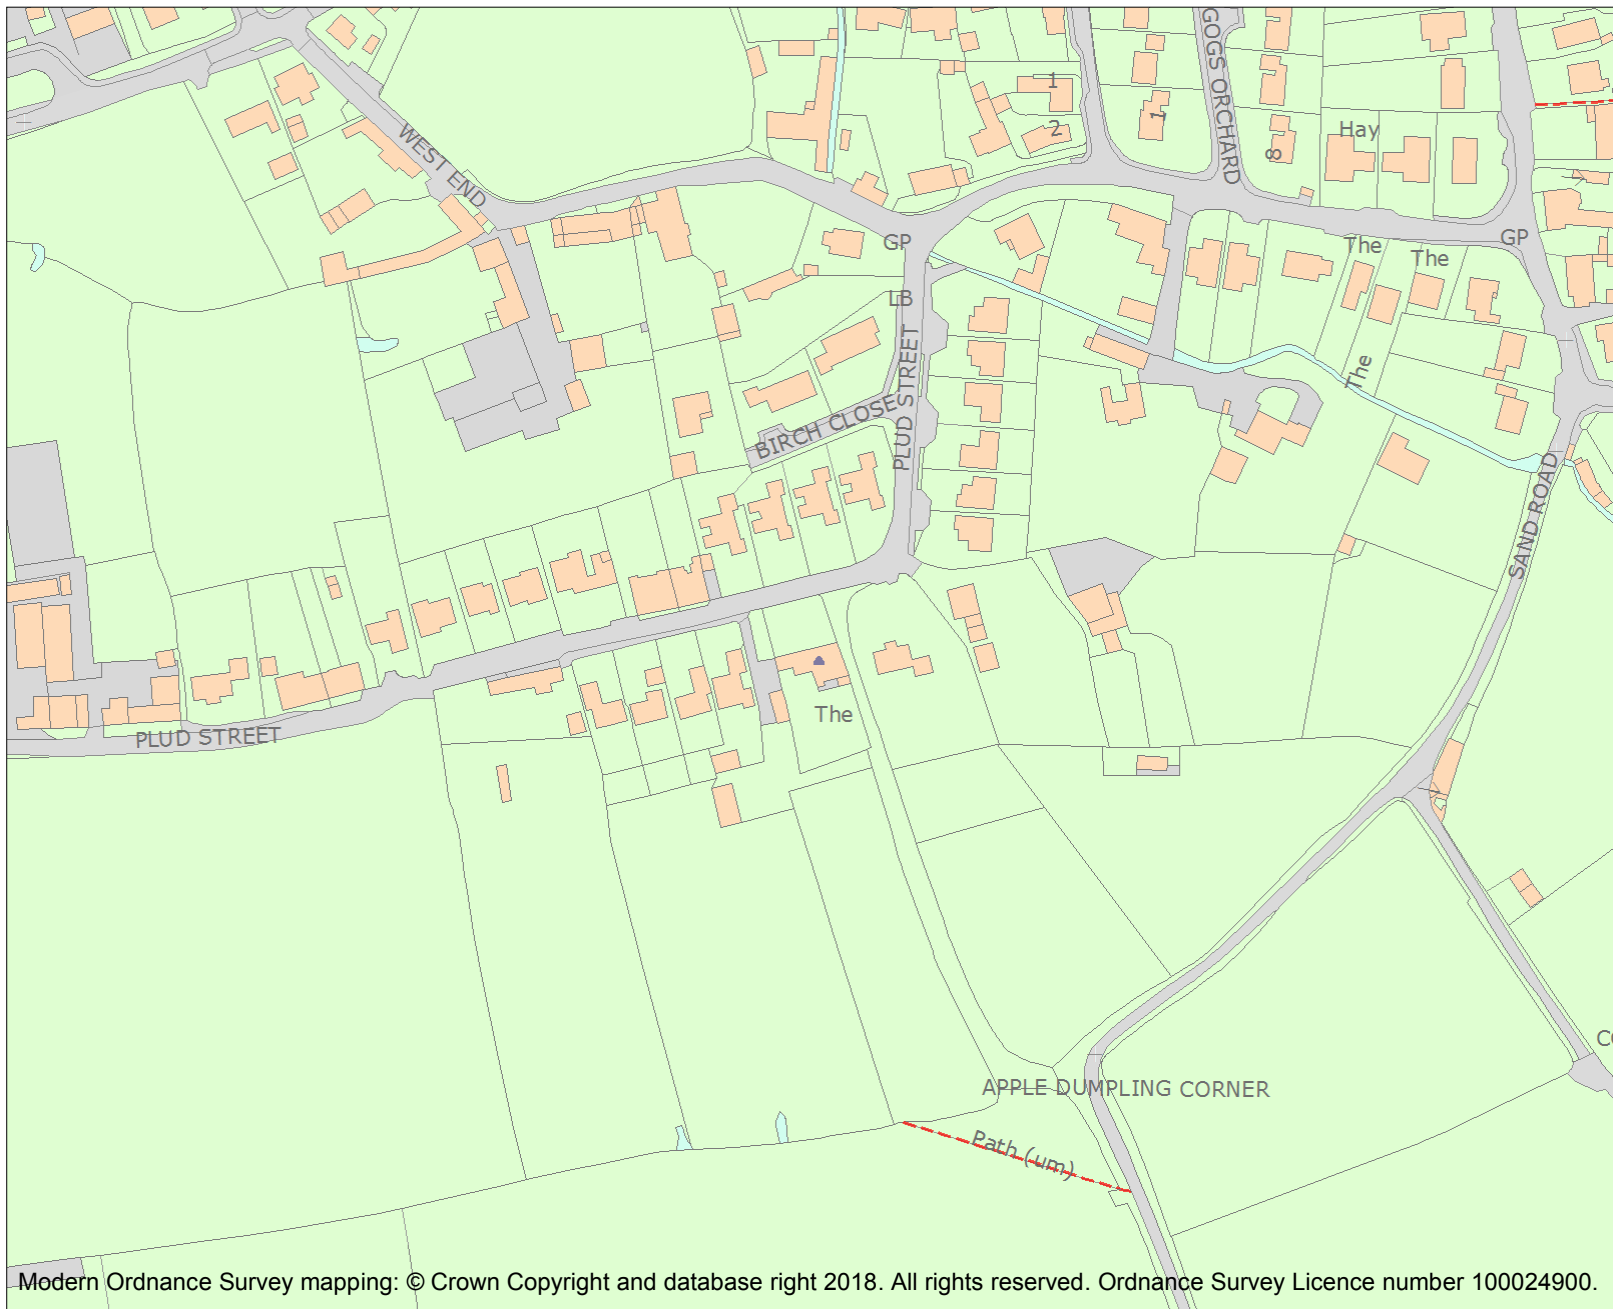 GOGS ORCHARD
1
2
1
8
Hay
WEST END
GP
The
The
GP
LB
PLUD STREET
The
BIRCH CLOSE
SAND ROAD
The
PLUD STREET
APPLE DUMPLING CORNER
Path (um)
Modern Ordnance Survey mapping: © Crown Copyright and database right 2018. All rights reserved. Ordnance Survey Licence number 100024900.